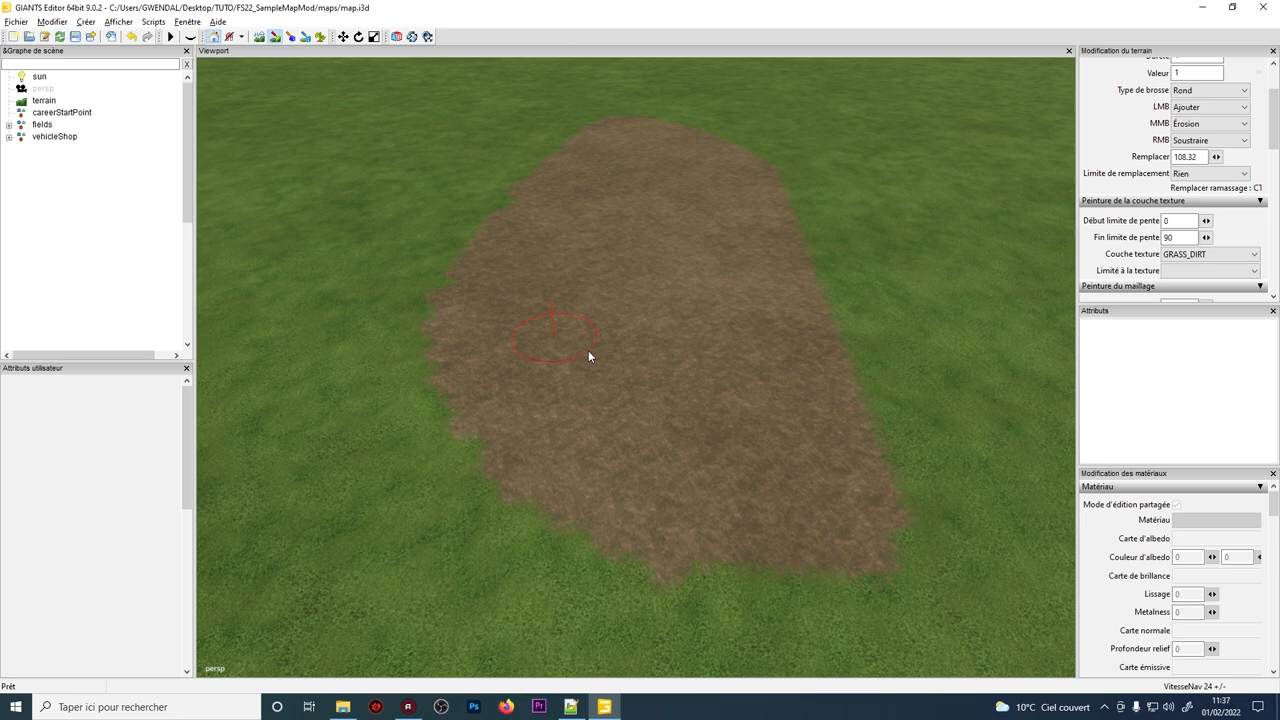 GIANTS Editor 64bit 9.0.2 - C:/Users/GWENDAL/Desktop/TUTO/FS22_SampleMapMod/maps/map.i3d
Fichier Modifier Créer Afficher Scripts Fenêtre Aide
&Graphe de scène
X
sun
persp
terrain
careerStartPoint
fields
vehicleShop
Attributs utilisateur
Viewport
persp
Modification du terrain
Valeur 1
Type de brosse Rond
LMB Ajouter
MMB Érosion
RMB Soustraire
Remplacer 108.32
Limite de remplacement Rien
Remplacer ramassage : CT
Peinture de la couche texture
Début limite de pente 0
Fin limite de pente 90
Couche texture GRASS_DIRT
Limité à la texture
Peinture du maillage
Attributs
Modification des matériaux
Matériau
Mode d'édition partagée
Matériau
Carte d'albedo
Couleur d'albedo 0 0
Carte de brillance
Lissage 0
Metalness 0
Carte normale
Profondeur relief 0
Carte émissive
Prêt
VitesseNav 24 +/-
Taper ici pour rechercher
10°C Ciel couvert
11:37
01/02/2022